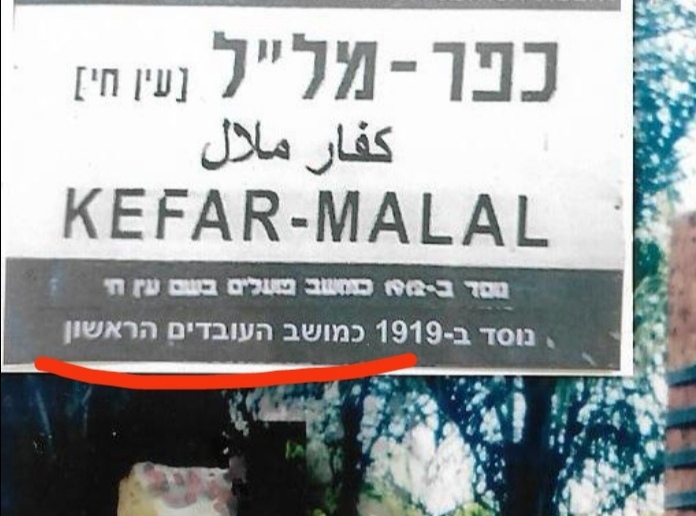 כפר-מל״ל [עין חי]
كفار ملال
KEFAR-MALAL
נוסד ב-1912 כמושב פועלים בשם עין חי
נוסד ב-1919 כמושב העובדים הראשון